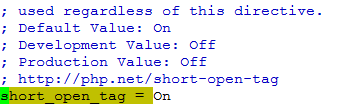 ; used regardless of this directive.
; Default Value: On
; Development Value: Off
; Production Value: Off
; http://php.net/short-open-tag
short_open_tag = On